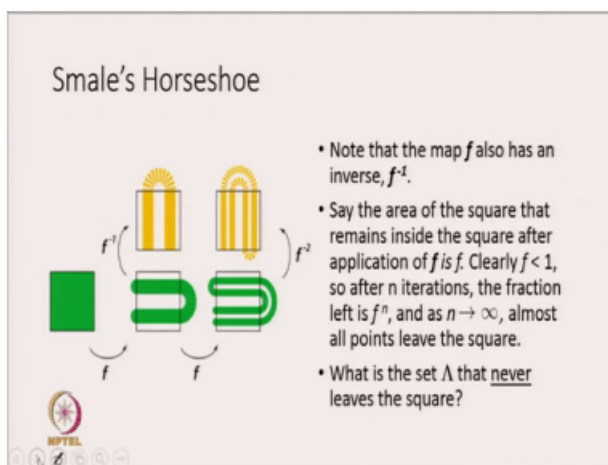 Smale's Horseshoe
• Note that the map f also has an
inverse, f⁻¹.
• Say the area of the square that
remains inside the square after
application of f is f. Clearly f < 1,
so after n iterations, the fraction
left is fⁿ, and as n → ∞, almost
all points leave the square.
• What is the set Λ that never
leaves the square?
f⁻¹
f⁻²
f
f
NPTEL